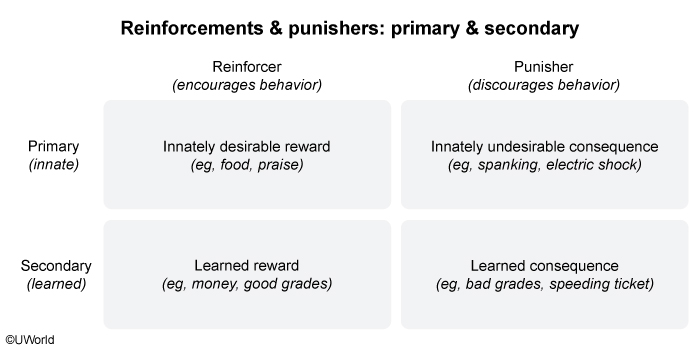 Reinforcements & punishers: primary & secondary
Reinforcer
(encourages behavior)
Punisher
(discourages behavior)
Primary
(innate)
Innately desirable reward
(eg, food, praise)
Innately undesirable consequence
(eg, spanking, electric shock)
Secondary
(learned)
Learned reward
(eg, money, good grades)
Learned consequence
(eg, bad grades, speeding ticket)
©UWorld